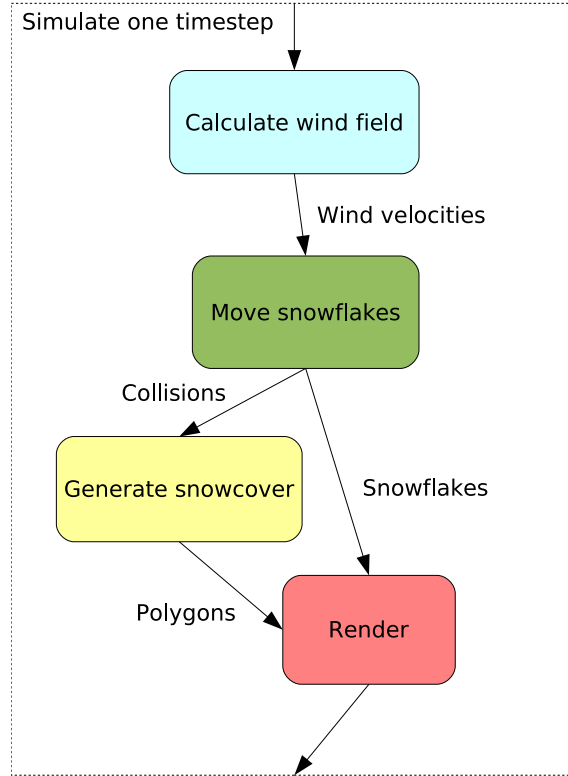 Simulate one timestep
Calculate wind field
Wind velocities
Move snowflakes
Collisions
Generate snowcover
Snowflakes
Polygons
Render